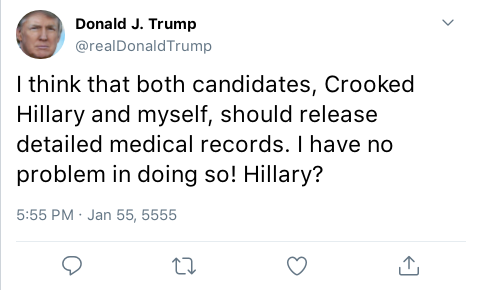 Donald J. Trump
@realDonaldTrump
I think that both candidates, Crooked
Hillary and myself, should release
detailed medical records. I have no
problem in doing so! Hillary?
5:55 PM · Jan 55, 5555